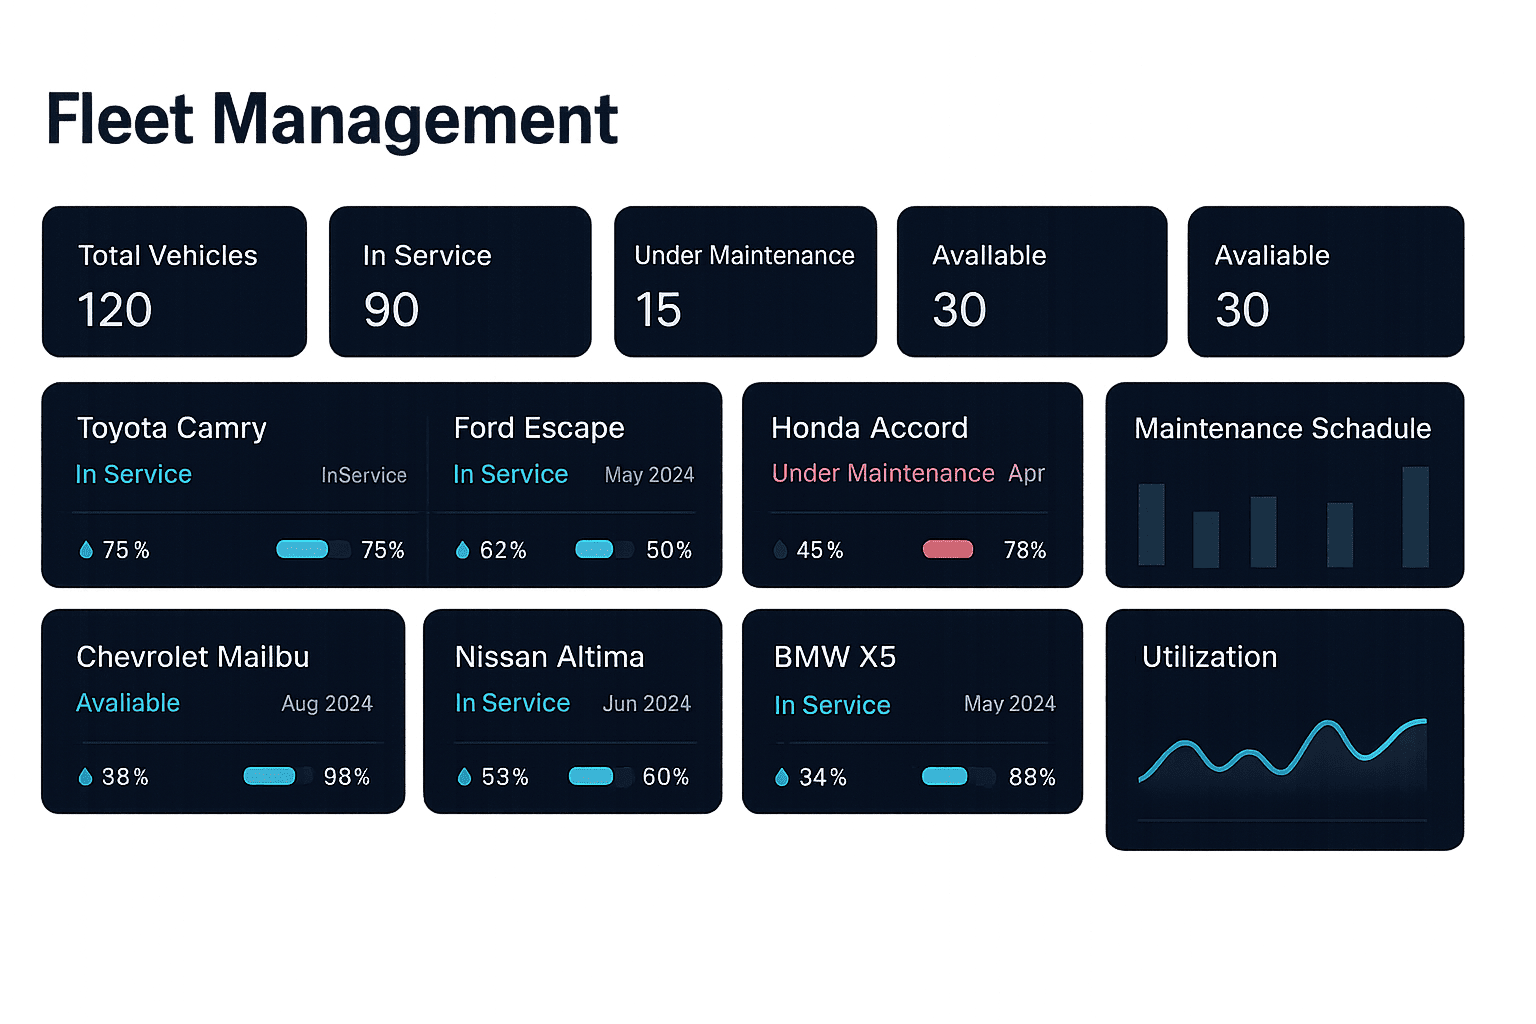 Fleet Management
Total Vehicles
120
In Service
90
Under Maintenance
15
Avallable
30
Avaliable
30
Toyota Camry
In Service InService
75% 75%
Ford Escape
In Service May 2024
62% 50%
Honda Accord
Under Maintenance Apr
45% 78%
Maintenance Schadule
Chevrolet Mailbu
Avaliable Aug 2024
38% 98%
Nissan Altima
In Service Jun 2024
53% 60%
BMW X5
In Service May 2024
34% 88%
Utilization